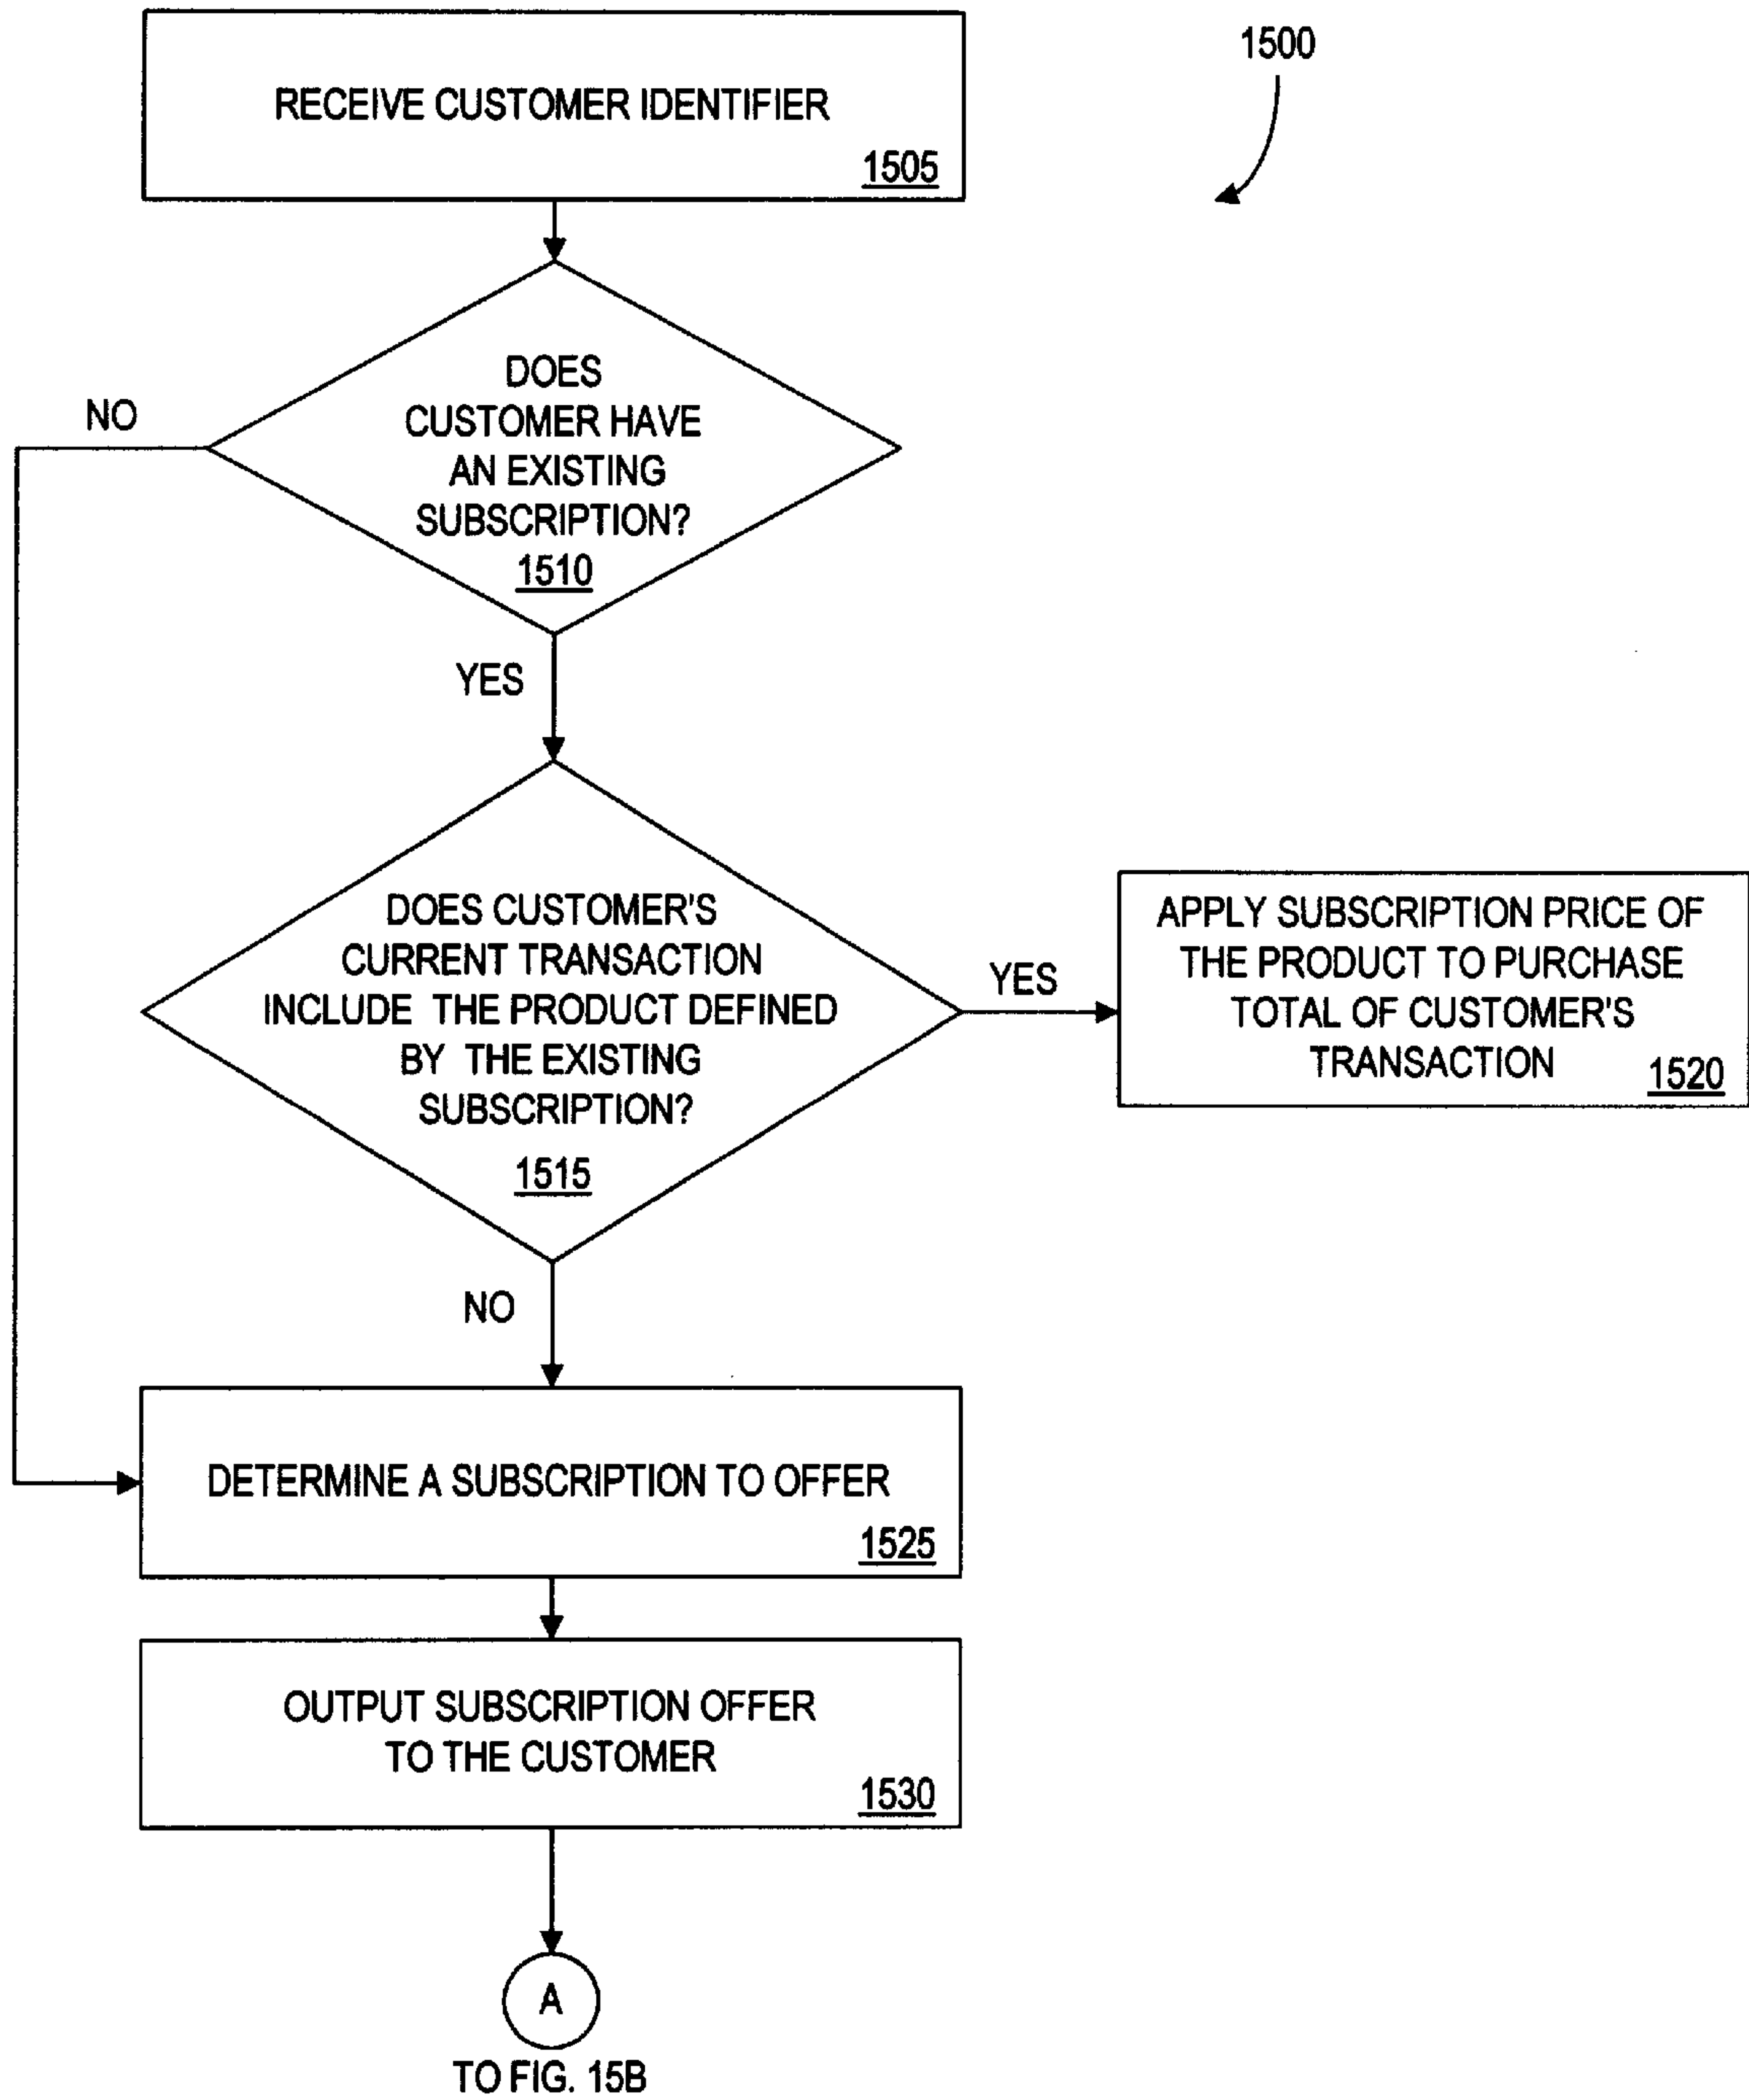 1500
RECEIVE CUSTOMER IDENTIFIER
1505
DOES
CUSTOMER HAVE
AN EXISTING
SUBSCRIPTION?
1510
NO
YES
DOES CUSTOMER'S
CURRENT TRANSACTION
INCLUDE THE PRODUCT DEFINED
BY THE EXISTING
SUBSCRIPTION?
1515
YES
APPLY SUBSCRIPTION PRICE OF
THE PRODUCT TO PURCHASE
TOTAL OF CUSTOMER'S
TRANSACTION
1520
NO
DETERMINE A SUBSCRIPTION TO OFFER
1525
OUTPUT SUBSCRIPTION OFFER
TO THE CUSTOMER
1530
A
TO FIG. 15B